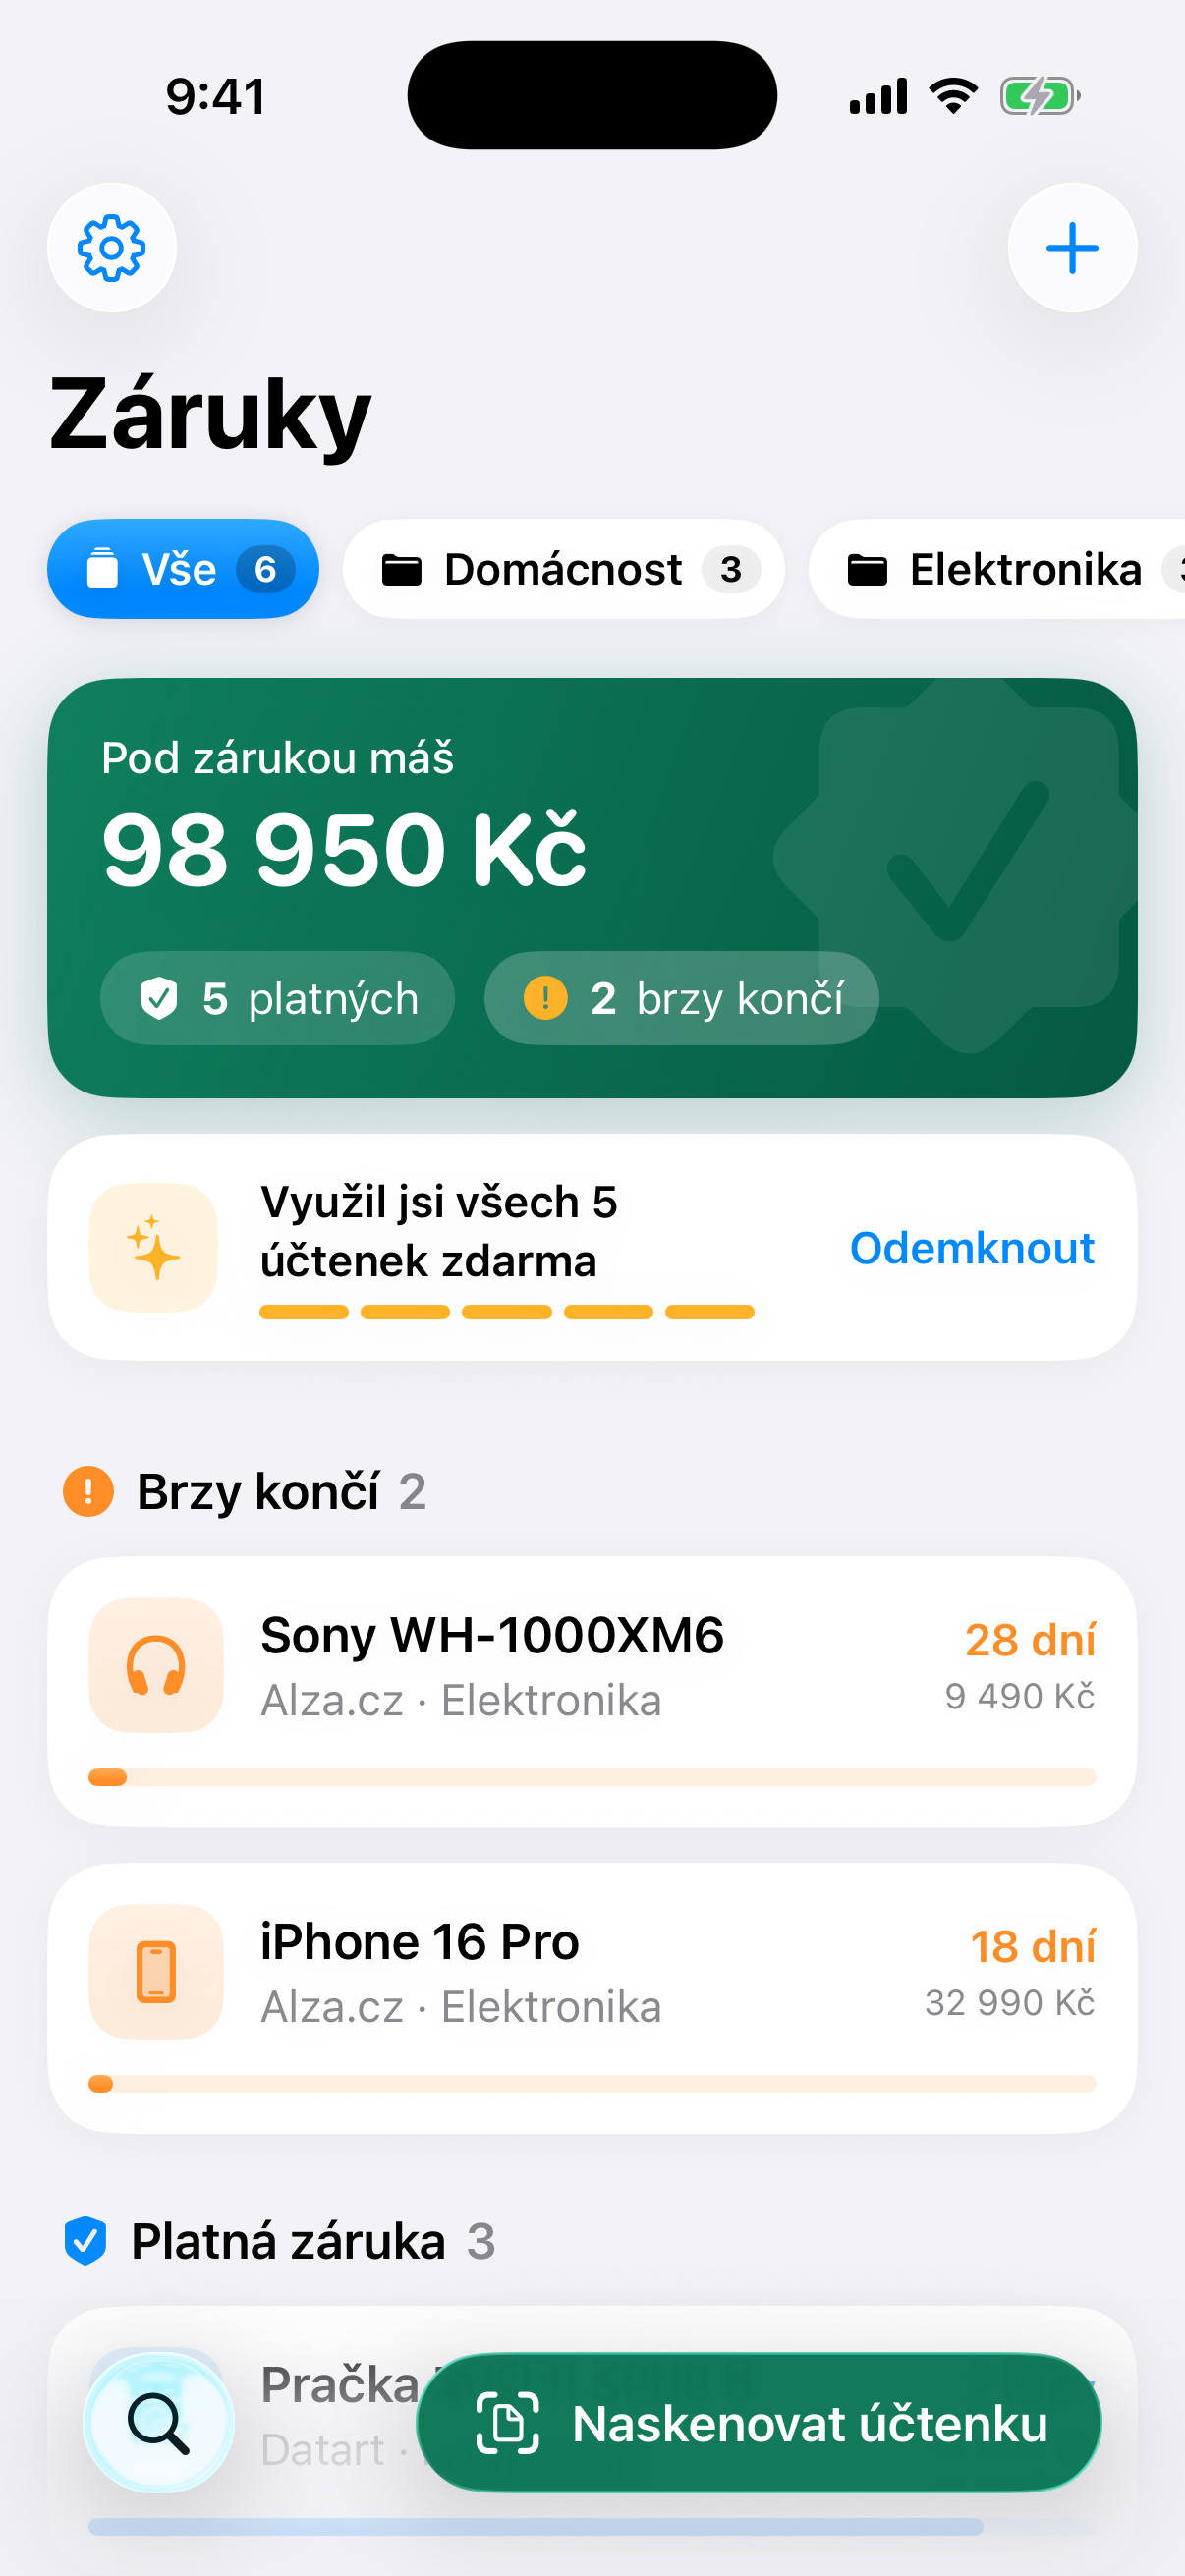 9:41
Záruky
Vše 6
Domácnost 3
Elektronika
Pod zárukou máš
98 950 Kč
5 platných
2 brzy končí
Využil jsi všech 5
účtenek zdarma
Odemknout
Brzy končí 2
Sony WH-1000XM6
28 dní
Alza.cz · Elektronika
9 490 Kč
iPhone 16 Pro
18 dní
Alza.cz · Elektronika
32 990 Kč
Platná záruka 3
Pračka
Datart ·
Naskenovat účtenku